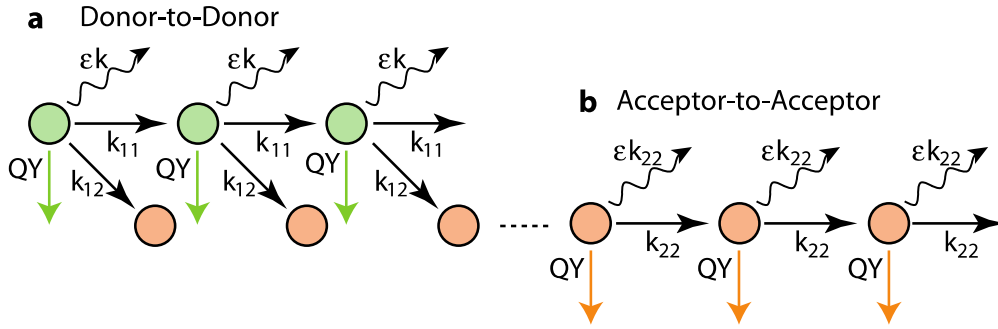 a Donor-to-Donor
εk εk εk
k11 k11 k11
QY QY QY
k12 k12 k12
b Acceptor-to-Acceptor
εk22 εk22 εk22
k22 k22 k22
QY QY QY